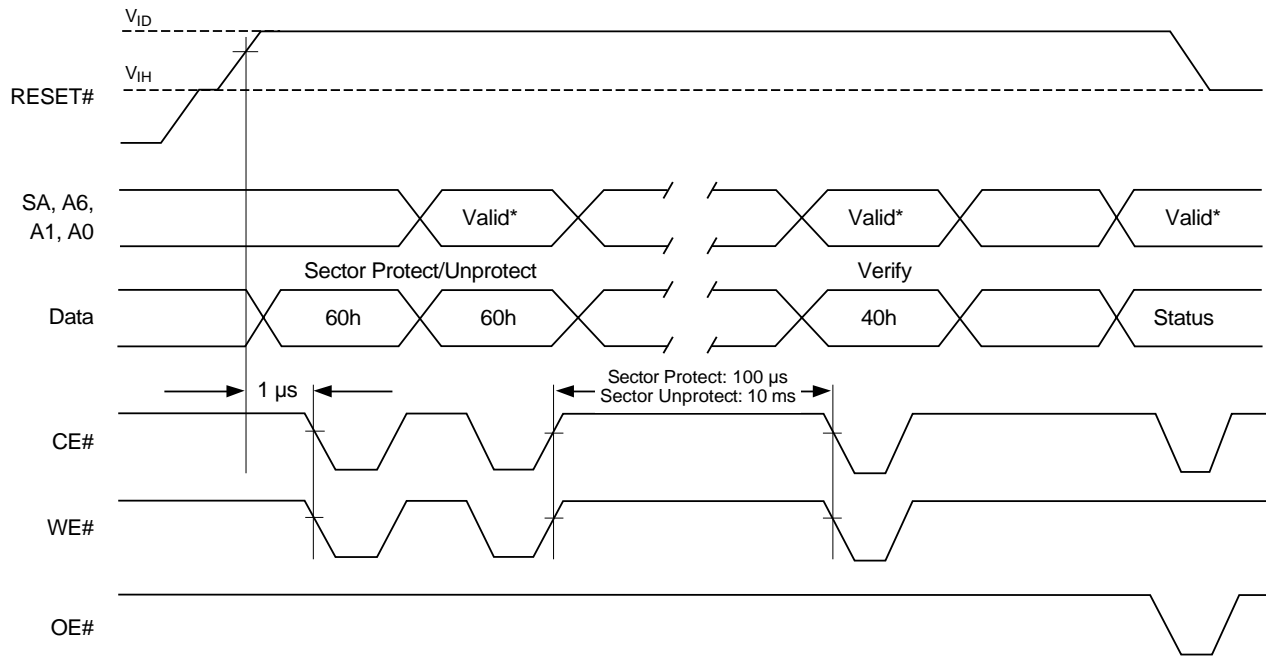 VID
VIH
RESET#
SA, A6,
A1, A0
Valid*
Valid*
Valid*
Sector Protect/Unprotect
Verify
Data
60h
60h
40h
Status
1 µs
Sector Protect: 100 µs
Sector Unprotect: 10 ms
CE#
WE#
OE#